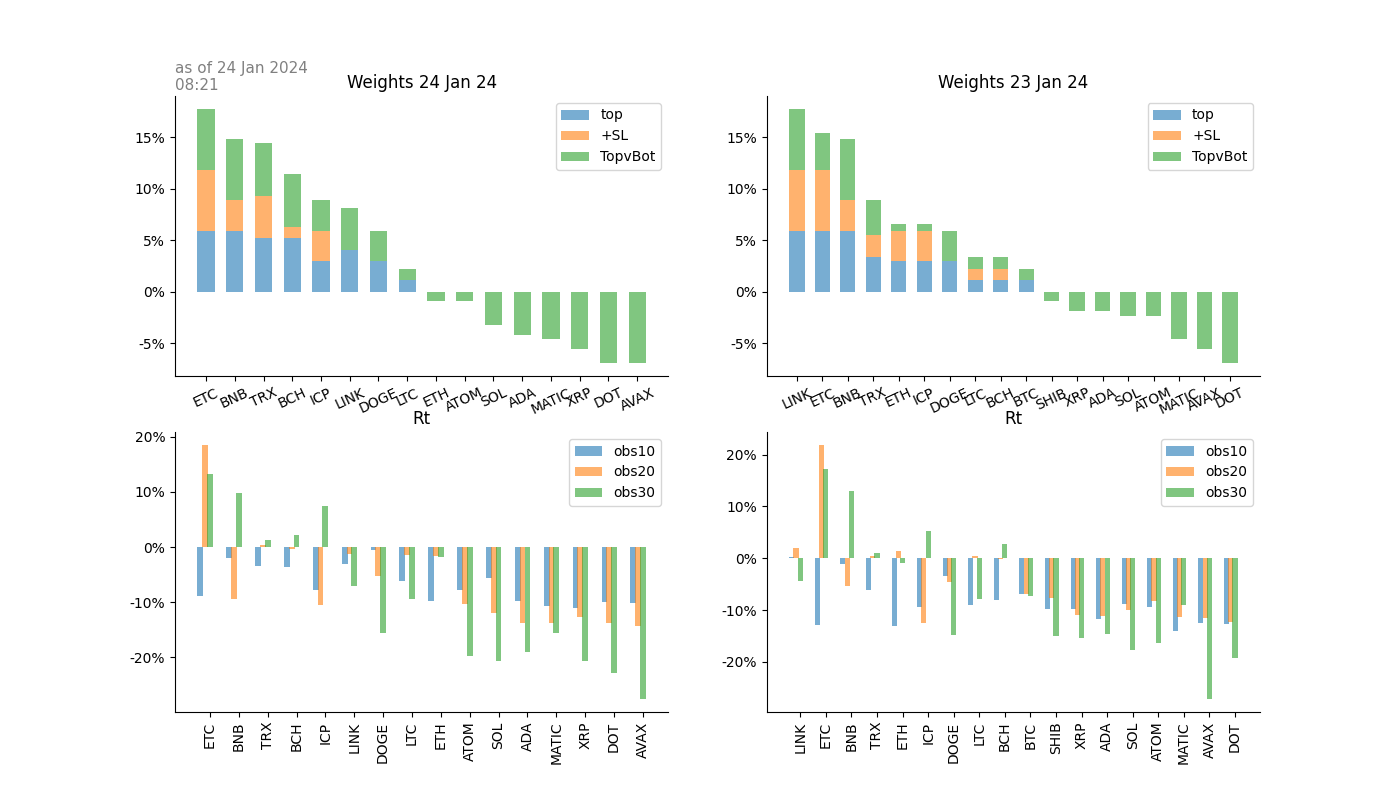 as of 24 Jan 2024
08:21
Weights 24 Jan 24
15%
10%
5%
0%
-5%
top
+SL
TopvBot
ETC BNB TRX BCH ICP LINK DOGE LTC ETH ATOM SOL ADA MATIC XRP DOT AVAX
Weights 23 Jan 24
15%
10%
5%
0%
-5%
top
+SL
TopvBot
LINK ETC BNB TRX ETH ICP DOGE LTC BCH BTC SHIB XRP ADA SOL ATOM MATIC AVAX DOT
Rt
20%
10%
0%
-10%
-20%
obs10
obs20
obs30
ETC BNB TRX BCH ICP LINK DOGE LTC ETH ATOM SOL ADA MATIC XRP DOT AVAX
Rt
20%
10%
0%
-10%
-20%
obs10
obs20
obs30
LINK ETC BNB TRX ETH ICP DOGE LTC BCH BTC SHIB XRP ADA SOL ATOM MATIC AVAX DOT